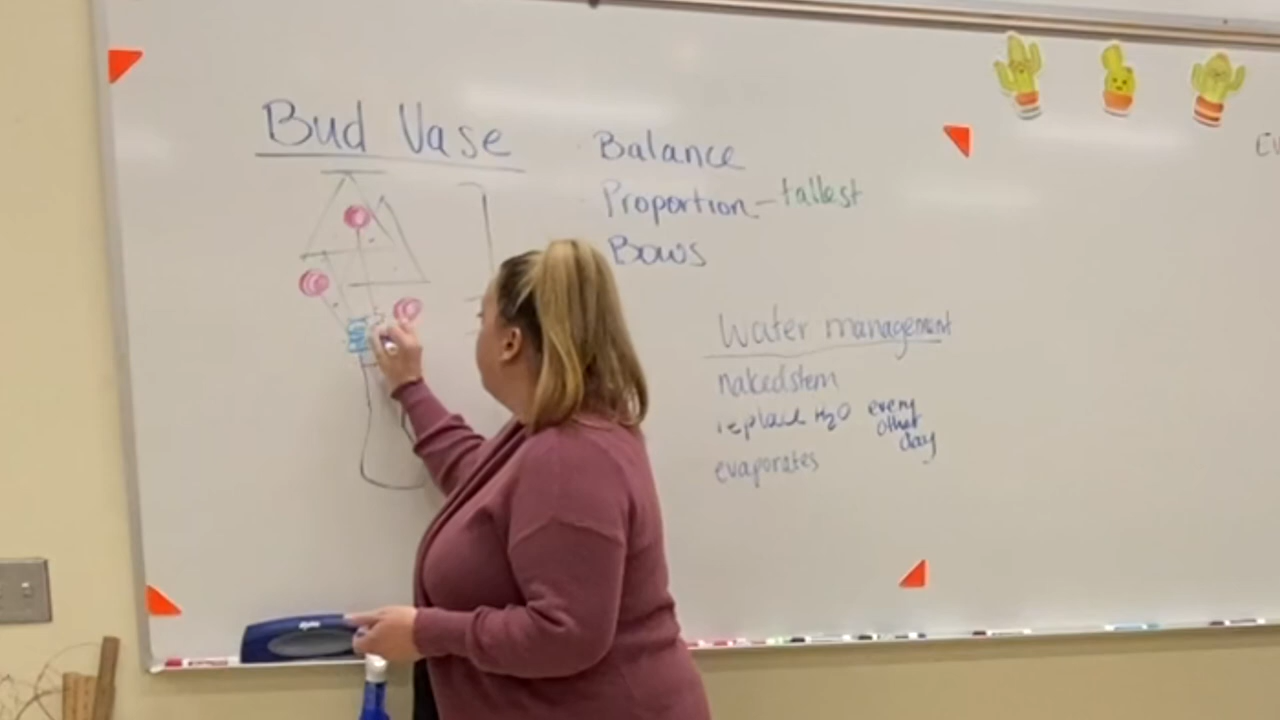 Bud Vase
Balance
Proportion - tallest
Bows
Water management
naked stem
replace H2O every
other
day
evaporates